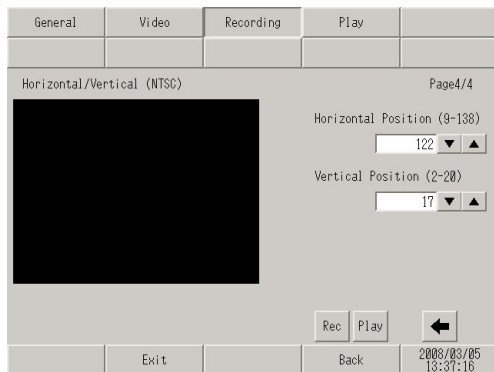 General Video Recording Play
Horizontal/Vertical (NTSC) Page4/4
Horizontal Position (9-138)
122
Vertical Position (2-20)
17
Rec Play
Exit Back 2008/03/05
13:37:16